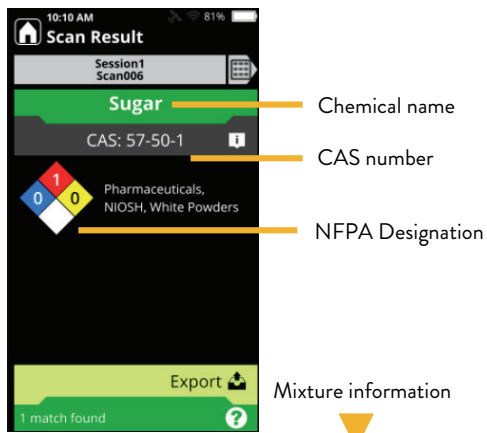 10:10 AM 81%
Scan Result
Session1
Scan006
Sugar
Chemical name
CAS: 57-50-1 i
CAS number
1
0 0
Pharmaceuticals,
NIOSH, White Powders
NFPA Designation
Export
Mixture information
1 match found ?